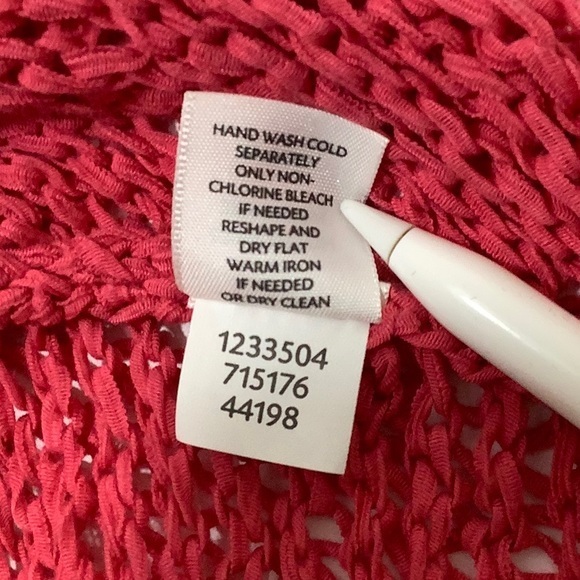 HAND WASH COLD
SEPARATELY
ONLY NON-
CHLORINE BLEACH
IF NEEDED
RESHAPE AND
DRY FLAT
WARM IRON
IF NEEDED
OR DRY CLEAN
1233504
715176
44198